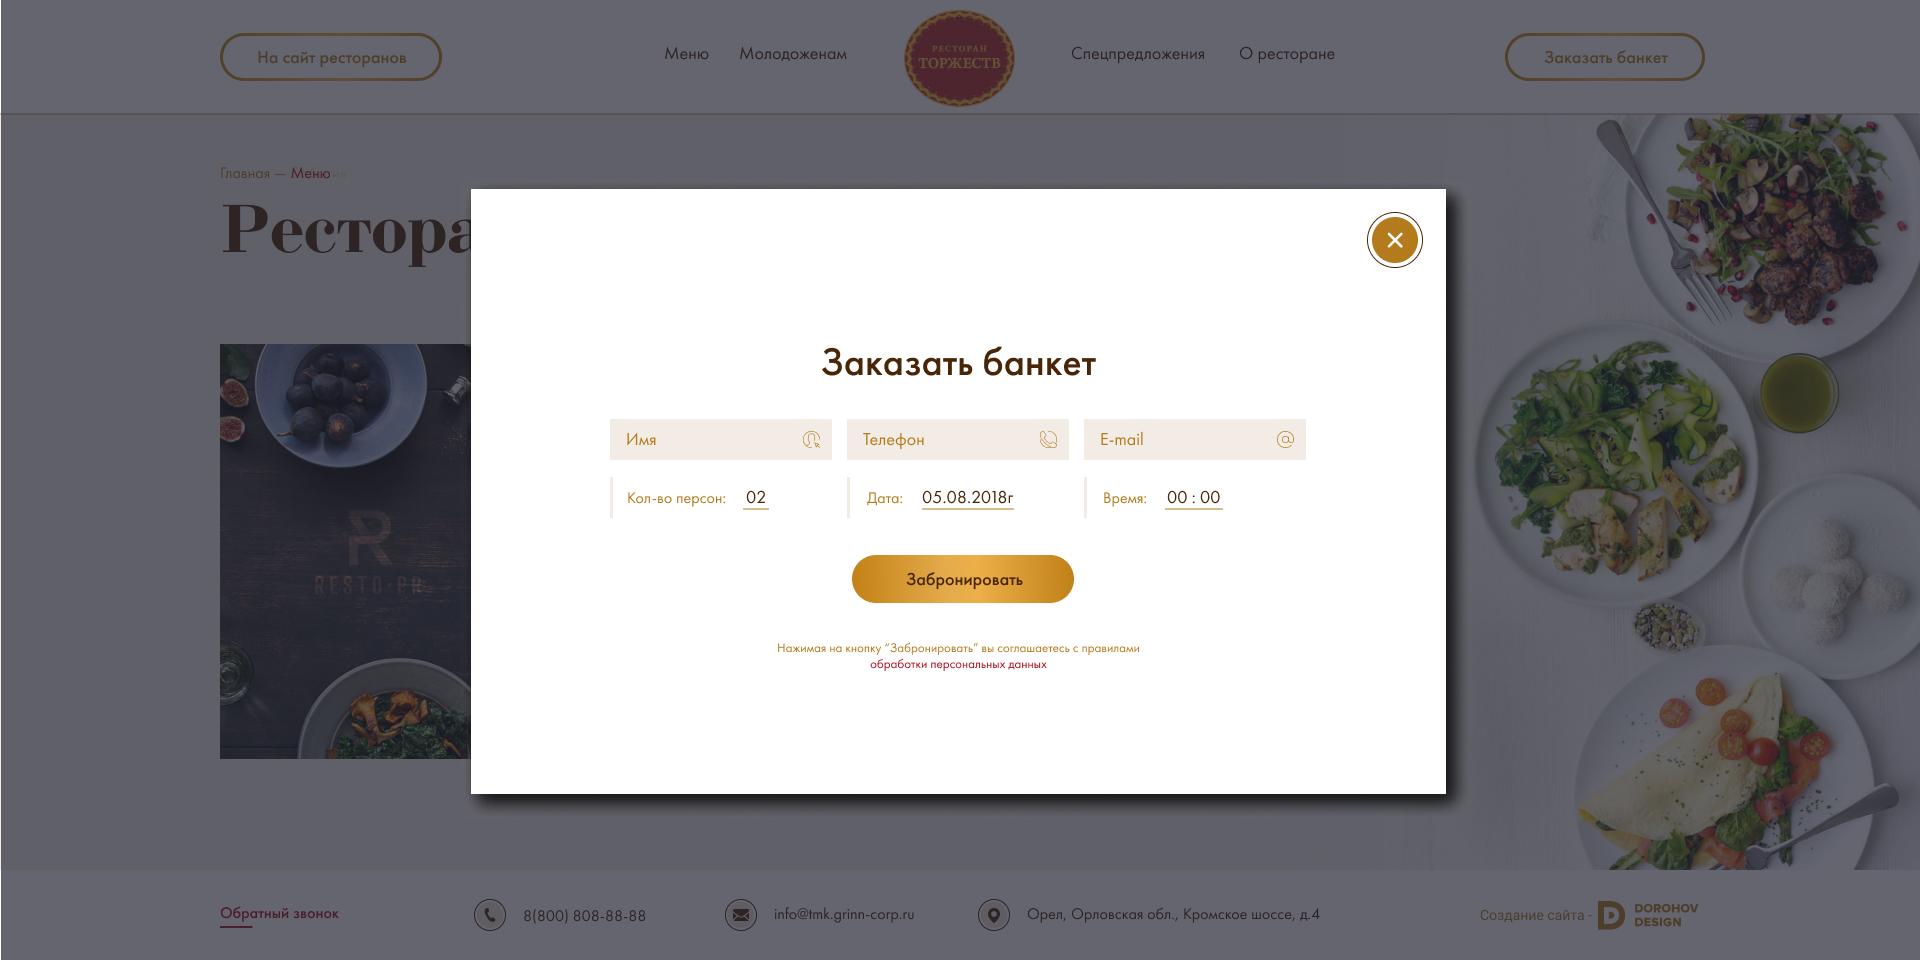 На сайт ресторанов
Меню
Молодоженам
РЕСТОРАН
ТОРЖЕСТВ
Спецпредложения
О ресторане
Заказать банкет
Главная — Меню
Рестора
RESTO·PR
Заказать банкет
Имя
Телефон
E-mail
Кол-во персон: 02
Дата: 05.08.2018г
Время: 00 : 00
Забронировать
Нажимая на кнопку “Забронировать” вы соглашаетесь с правилами
обработки персональных данных
Обратный звонок
8(800) 808-88-88
info@tmk.grinn-corp.ru
Орел, Орловская обл., Кромское шоссе, д.4
Создание сайта -
DOROHOV
DESIGN